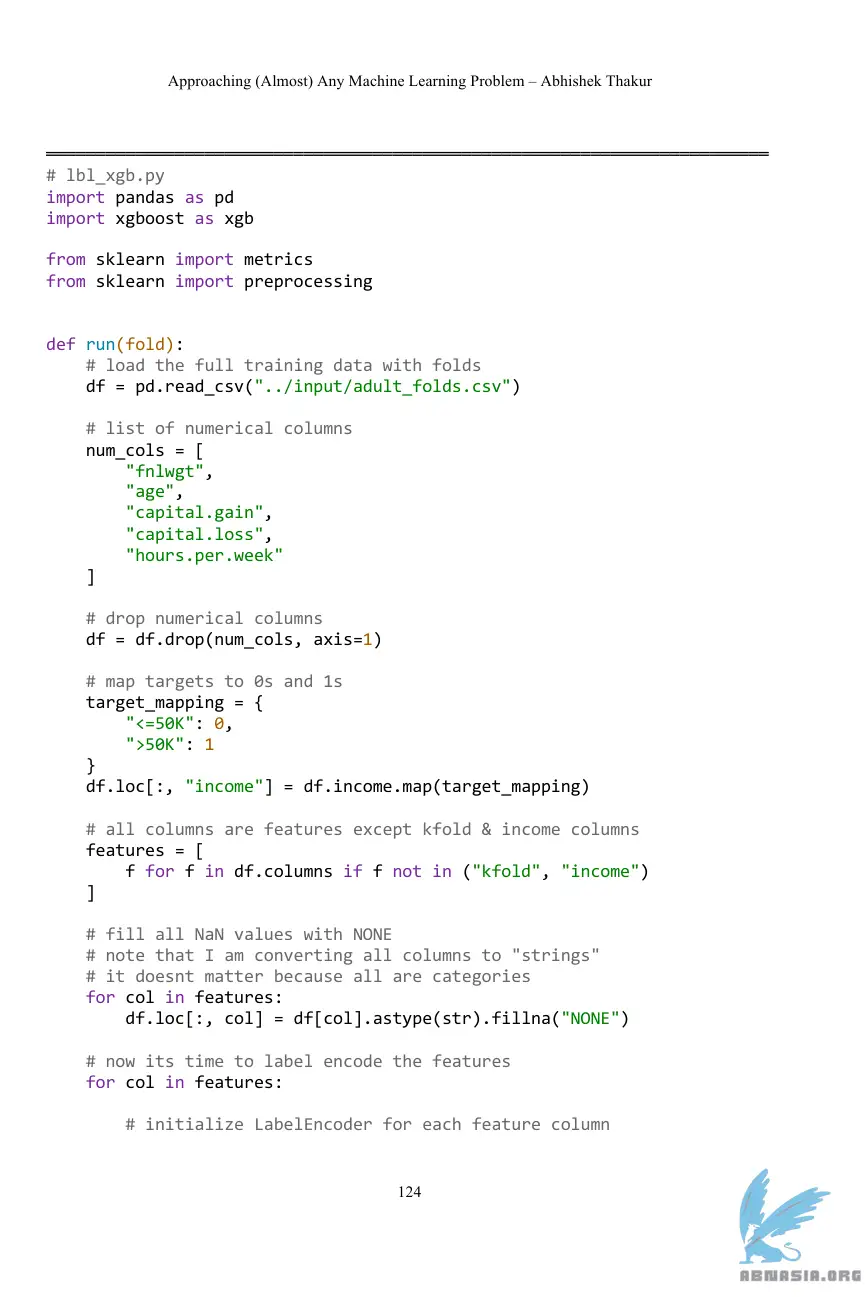 Approaching (Almost) Any Machine Learning Problem – Abhishek Thakur
# lbl_xgb.py
import pandas as pd
import xgboost as xgb
from sklearn import metrics
from sklearn import preprocessing
def run(fold):
    # load the full training data with folds
    df = pd.read_csv("../input/adult_folds.csv")
    # list of numerical columns
    num_cols = [
        "fnlwgt",
        "age",
        "capital.gain",
        "capital.loss",
        "hours.per.week"
    ]
    # drop numerical columns
    df = df.drop(num_cols, axis=1)
    # map targets to 0s and 1s
    target_mapping = {
        "<=50K": 0,
        ">50K": 1
    }
    df.loc[:, "income"] = df.income.map(target_mapping)
    # all columns are features except kfold & income columns
    features = [
        f for f in df.columns if f not in ("kfold", "income")
    ]
    # fill all NaN values with NONE
    # note that I am converting all columns to "strings"
    # it doesnt matter because all are categories
    for col in features:
        df.loc[:, col] = df[col].astype(str).fillna("NONE")
    # now its time to label encode the features
    for col in features:
        # initialize LabelEncoder for each feature column
124
ABNASIA.ORG